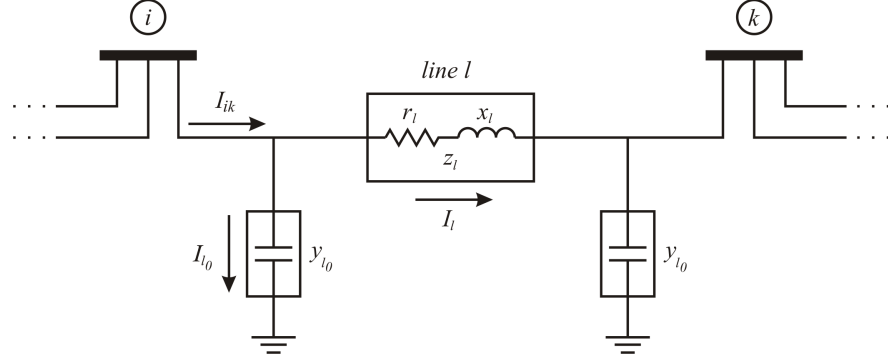 i
k
line l
I_ik
r_l x_l
z_l
. . .
. . .
. . .
. . .
I_l
I_l0
y_l0
y_l0